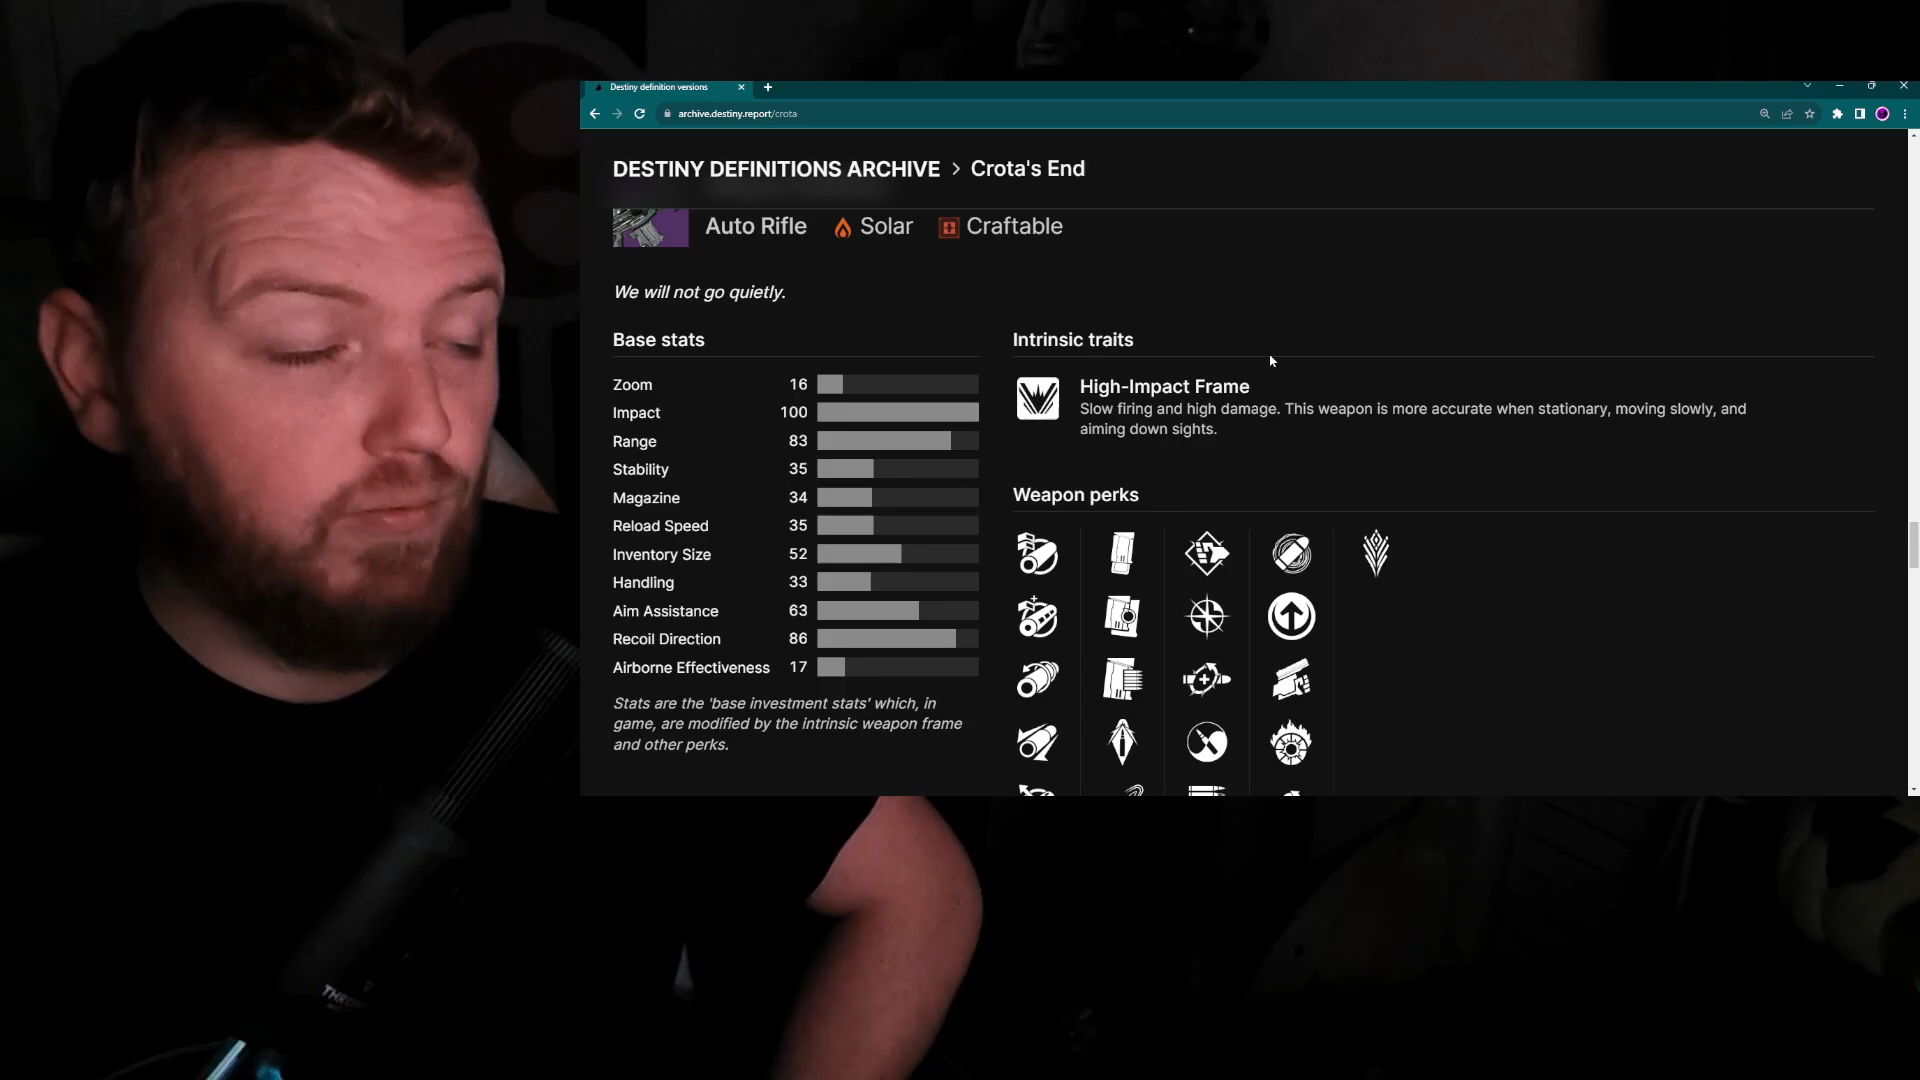 Destiny definition versions
archive.destiny.report/crota
DESTINY DEFINITIONS ARCHIVE > Crota's End
Auto Rifle Solar Craftable
We will not go quietly.
Base stats
Zoom 16
Impact 100
Range 83
Stability 35
Magazine 34
Reload Speed 35
Inventory Size 52
Handling 33
Aim Assistance 63
Recoil Direction 86
Airborne Effectiveness 17
Stats are the 'base investment stats' which, in
game, are modified by the intrinsic weapon frame
and other perks.
Intrinsic traits
High-Impact Frame
Slow firing and high damage. This weapon is more accurate when stationary, moving slowly, and
aiming down sights.
Weapon perks